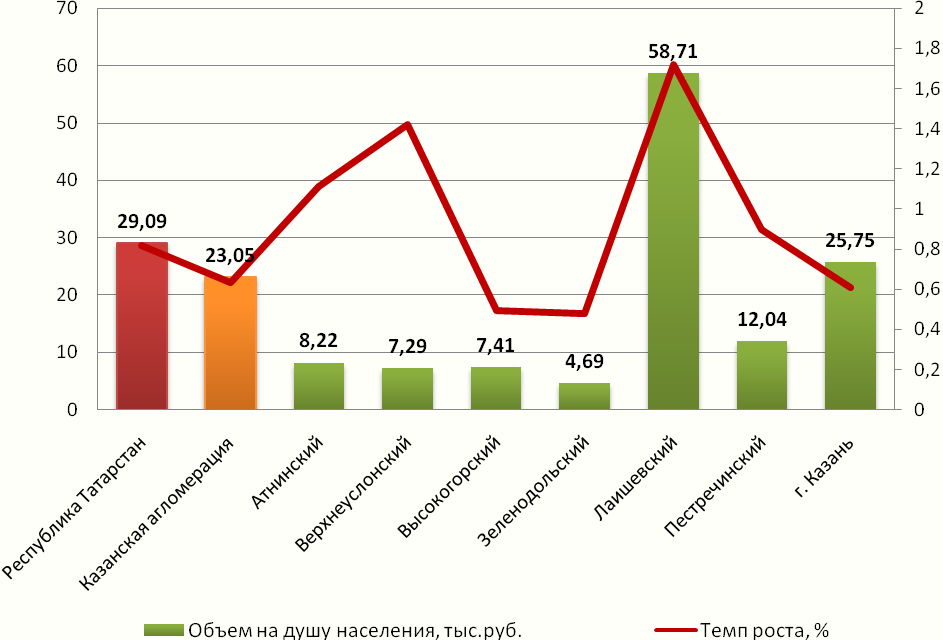 70
60
50
40
30
20
10
0
2
1,8
1,6
1,4
1,2
1
0,8
0,6
0,4
0,2
0
29,09
23,05
8,22
7,29
7,41
4,69
58,71
12,04
25,75
Республика Татарстан
Казанская агломерация
Атнинский
Верхнеуслонский
Высокогорский
Зеленодольский
Лаишевский
Пестречинский
г. Казань
Объем на душу населения, тыс.руб.
Темп роста, %